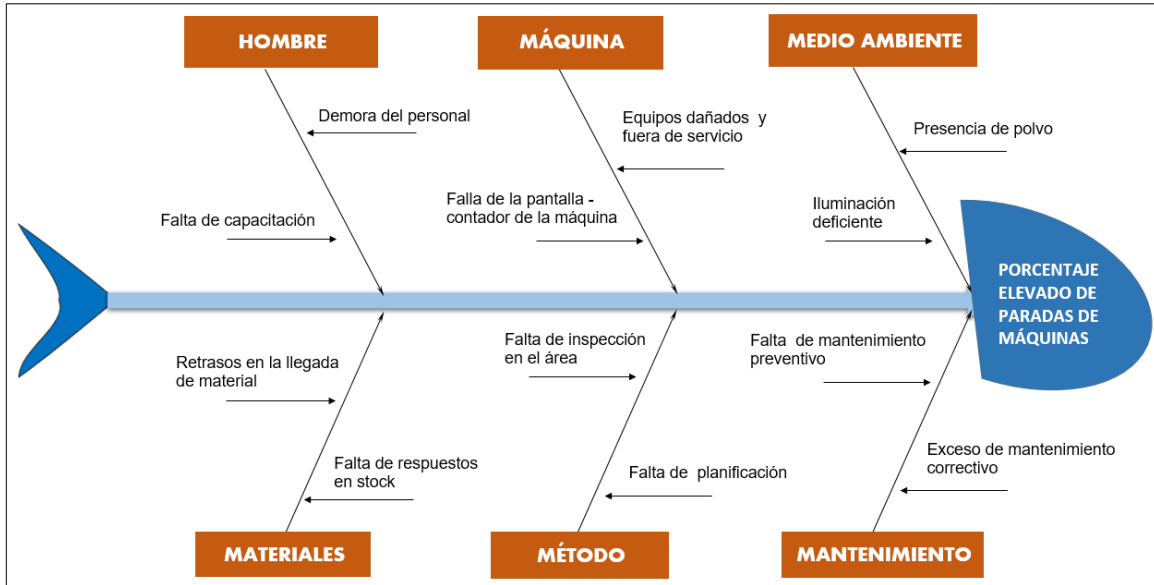 HOMBRE
MÁQUINA
MEDIO AMBIENTE
Demora del personal
Equipos dañados y
fuera de servicio
Presencia de polvo
Falta de capacitación
Falla de la pantalla -
contador de la máquina
Iluminación
deficiente
PORCENTAJE
ELEVADO DE
PARADAS DE
MÁQUINAS
Retrasos en la llegada
de material
Falta de inspección
en el área
Falta de mantenimiento
preventivo
Falta de respuestos
en stock
Falta de planificación
Exceso de mantenimiento
correctivo
MATERIALES
MÉTODO
MANTENIMIENTO